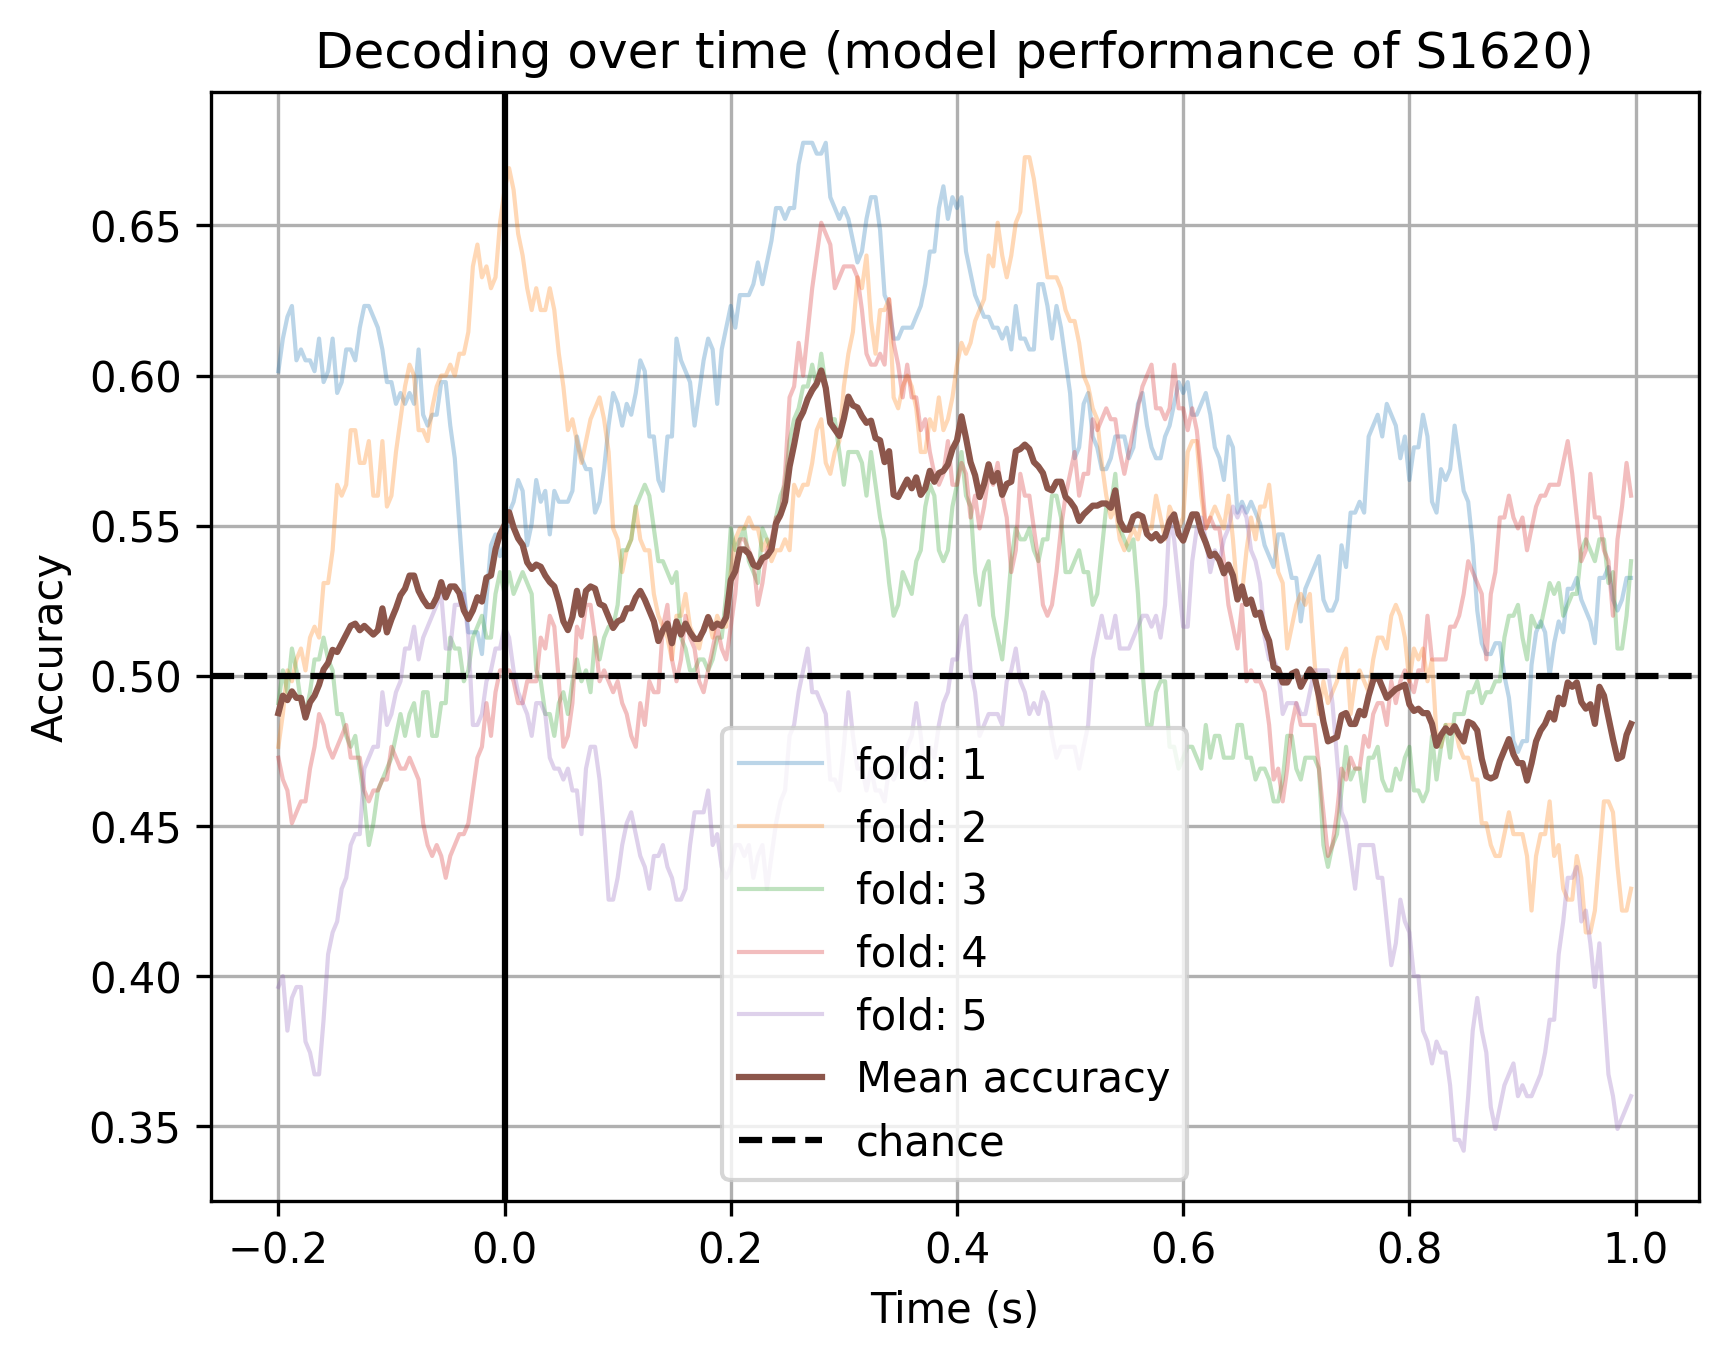 Decoding over time (model performance of S1620)
Accuracy
0.65
0.60
0.55
0.50
0.45
0.40
0.35
fold: 1
fold: 2
fold: 3
fold: 4
fold: 5
Mean accuracy
chance
−0.2 0.0 0.2 0.4 0.6 0.8 1.0
Time (s)